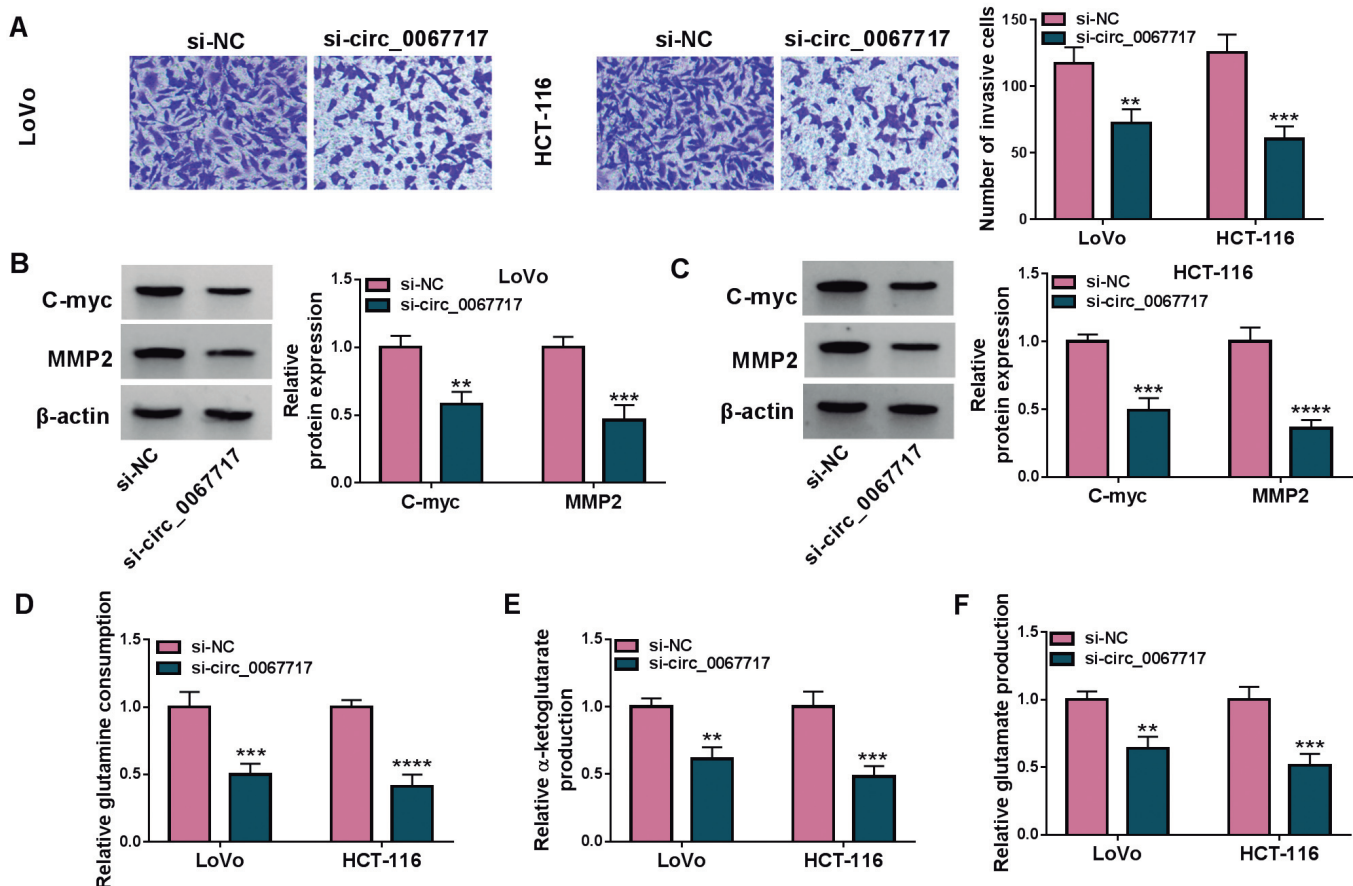 A
si-NC
si-circ_0067717
LoVo
si-NC
si-circ_0067717
HCT-116
Number of invasive cells
150
100
50
0
si-NC
si-circ_0067717
**
***
LoVo
HCT-116
B
C-myc
MMP2
β-actin
si-NC
si-circ_0067717
Relative
protein expression
1.5
1.0
0.5
0.0
LoVo
si-NC
si-circ_0067717
**
***
C-myc
MMP2
C
C-myc
MMP2
β-actin
si-NC
si-circ_0067717
Relative
protein expression
1.5
1.0
0.5
0.0
HCT-116
si-NC
si-circ_0067717
***
****
C-myc
MMP2
D
Relative glutamine consumption
1.5
1.0
0.5
0.0
si-NC
si-circ_0067717
***
****
LoVo
HCT-116
E
Relative α-ketoglutarate
production
1.5
1.0
0.5
0.0
si-NC
si-circ_0067717
**
***
LoVo
HCT-116
F
Relative glutamate production
1.5
1.0
0.5
0.0
si-NC
si-circ_0067717
**
***
LoVo
HCT-116